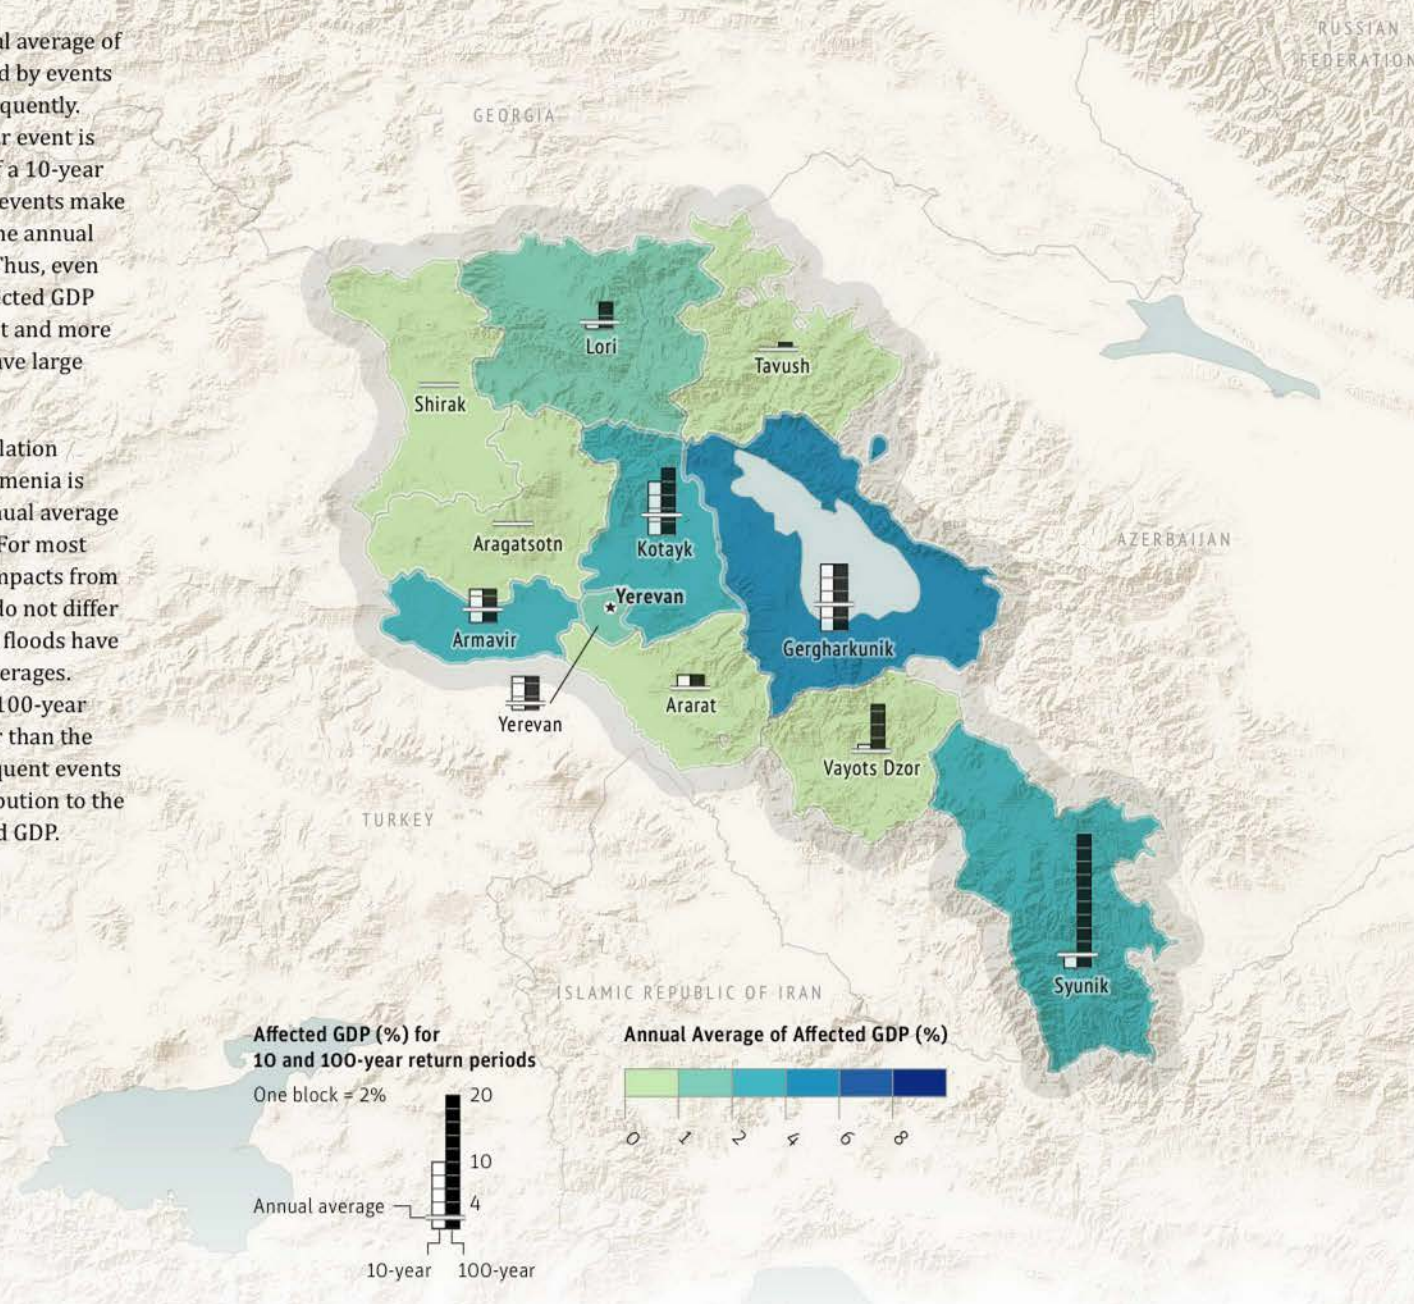 al average of
d by events
quently.
r event is
f a 10-year
events make
he annual
Thus, even
cted GDP
t and more
ve large
lation
menia is
ual average
For most
mpacts from
do not differ
floods have
erages.
100-year
r than the
quent events
bution to the
d GDP.
RUSSIAN
FEDERATION
GEORGIA
Lori
Tavush
Shirak
Aragatsotn
Kotayk
AZERBAIJAN
Yerevan
Armavir
Gergharkunik
Ararat
Yerevan
Vayots Dzor
TURKEY
Syunik
ISLAMIC REPUBLIC OF IRAN
Affected GDP (%) for
10 and 100-year return periods
One block = 2%
20
10
4
Annual average
10-year 100-year
Annual Average of Affected GDP (%)
0 1 2 4 6 8